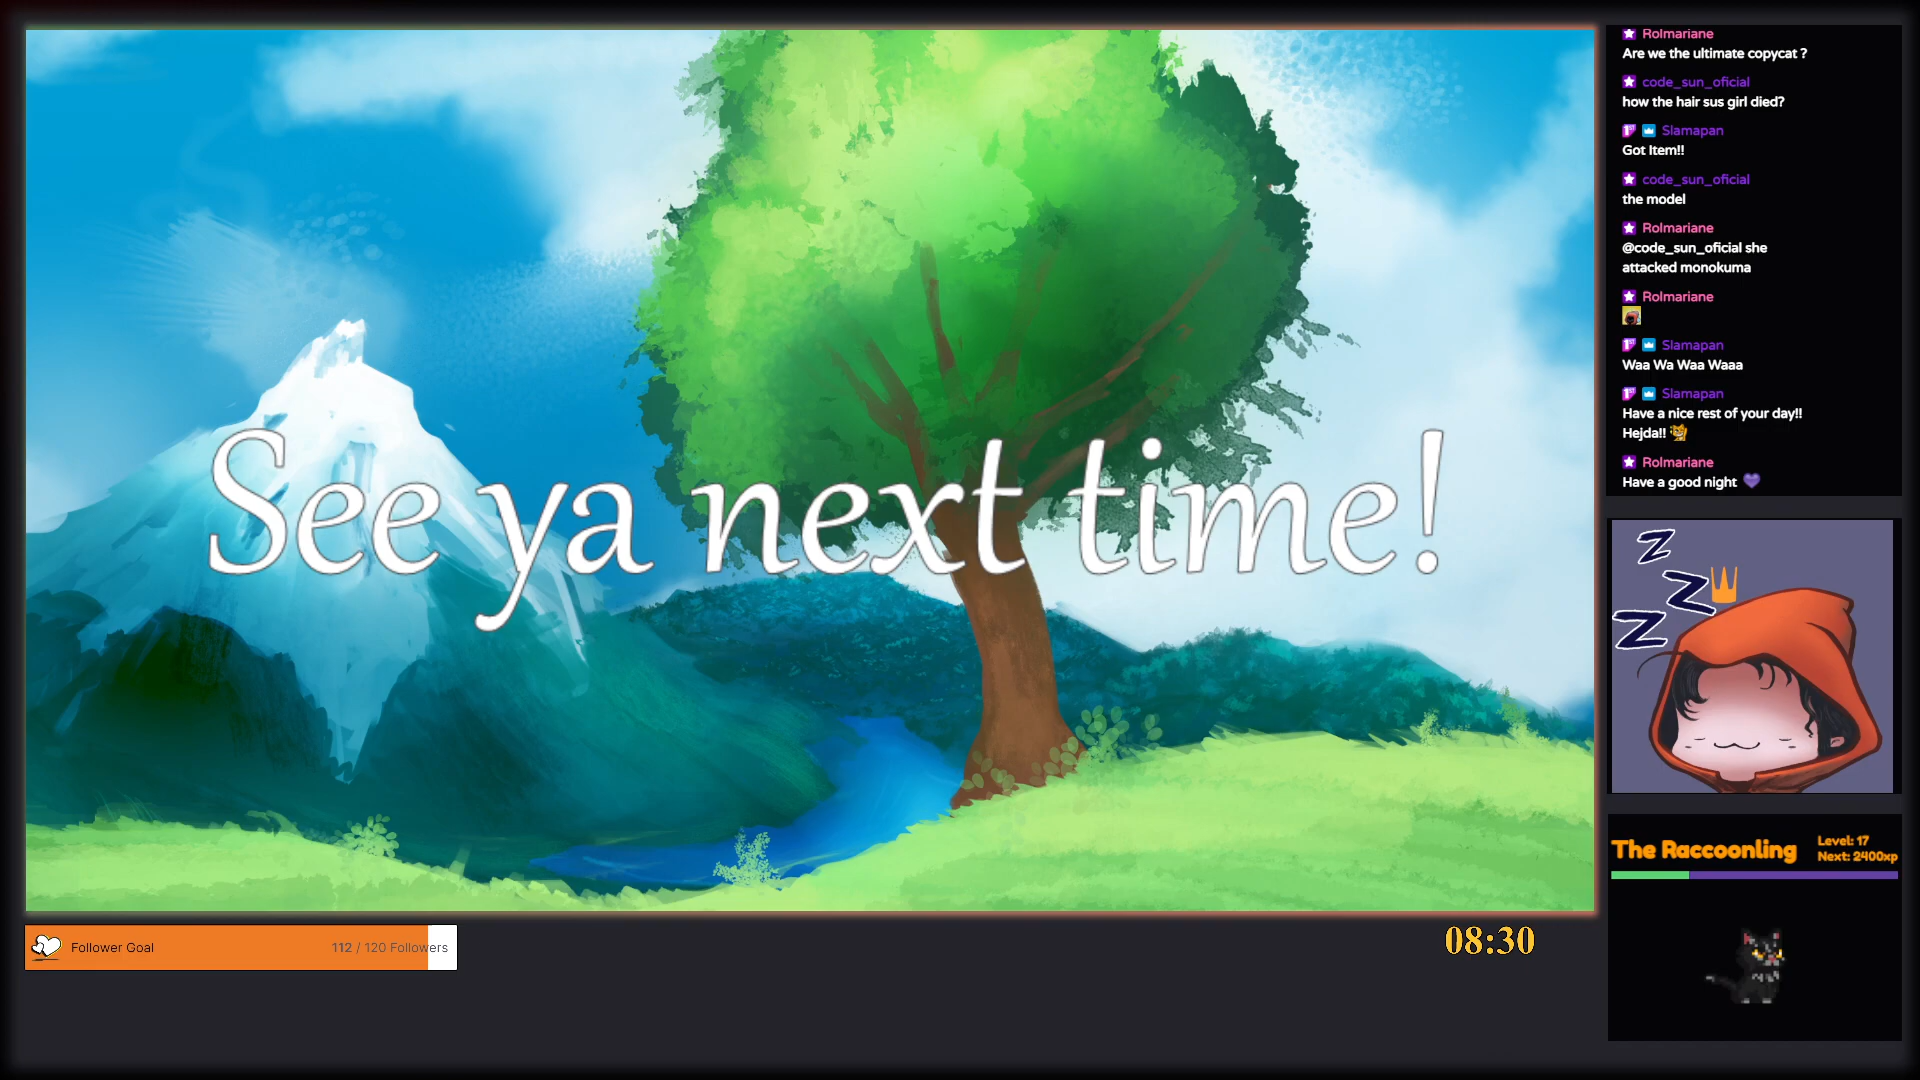 See ya next time!
Follower Goal
112 / 120 Followers
08:30
Rolmariane
Are we the ultimate copycat ?
code_sun_oficial
how the hair sus girl died?
Slamapan
Got Item!!
code_sun_oficial
the model
Rolmariane
@code_sun_oficial she
attacked monokuma
Rolmariane
Slamapan
Waa Wa Waa Waaa
Slamapan
Have a nice rest of your day!!
Hejda!!
Rolmariane
Have a good night
Z
Z
Z
The Raccoonling
Level: 17
Next: 2400xp